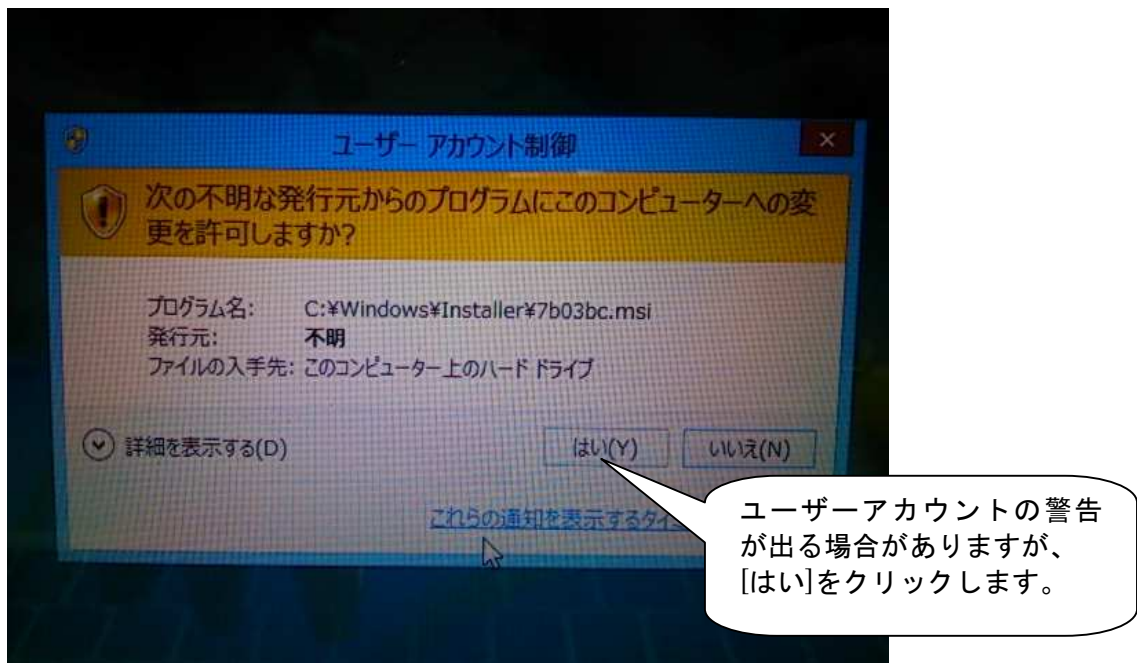 ユーザー アカウント制御
次の不明な発行元からのプログラムにこのコンピューターへの変
更を許可しますか?
プログラム名: C:¥Windows¥Installer¥7b03bc.msi
発行元: 不明
ファイルの入手先: このコンピューター上のハード ドライブ
詳細を表示する(D)
はい(Y) いいえ(N)
これらの通知を表示するタイ
ユーザーアカウントの警告
が出る場合がありますが、
[はい]をクリックします。